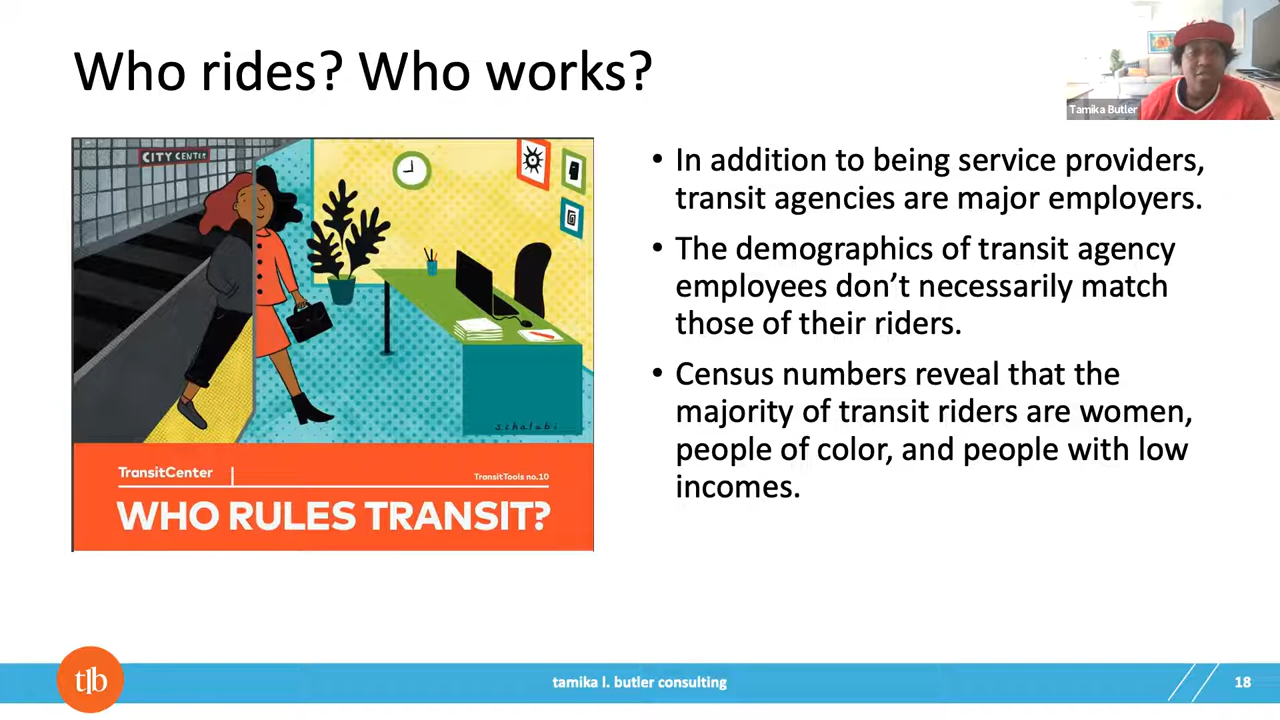 Who rides? Who works?
Tamika Butler
CITY CENTER
schalabi
TransitCenter
TransitTools no.10
WHO RULES TRANSIT?
• In addition to being service providers,
transit agencies are major employers.
• The demographics of transit agency
employees don’t necessarily match
those of their riders.
• Census numbers reveal that the
majority of transit riders are women,
people of color, and people with low
incomes.
tlb
tamika l. butler consulting
18